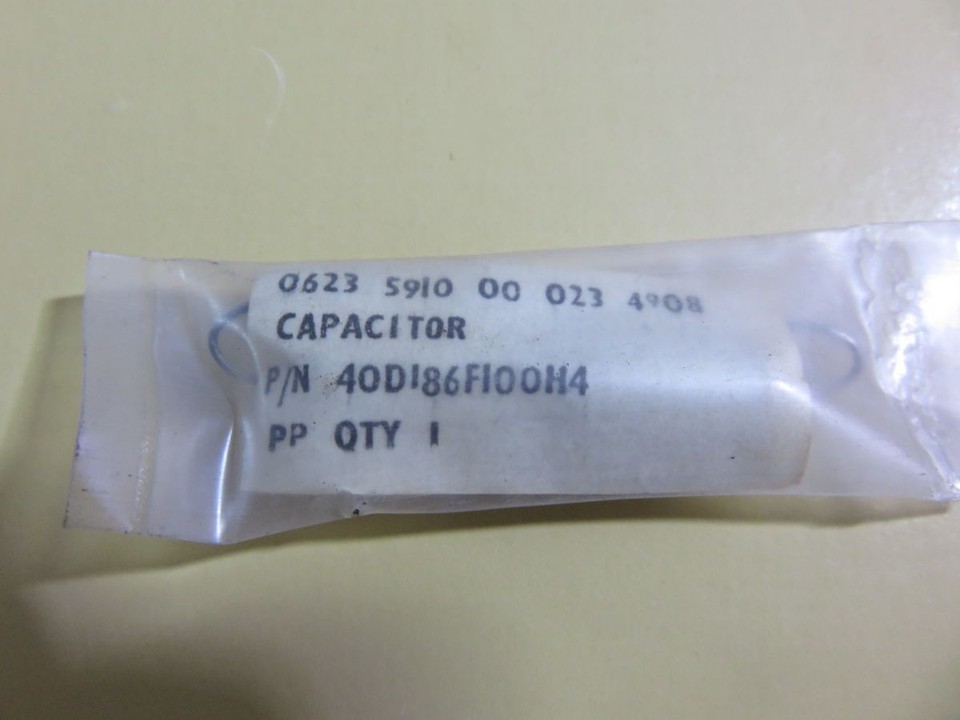 0623 5910 00 023 4908
CAPACITOR
P/N 40D186F100H4
PP QTY 1